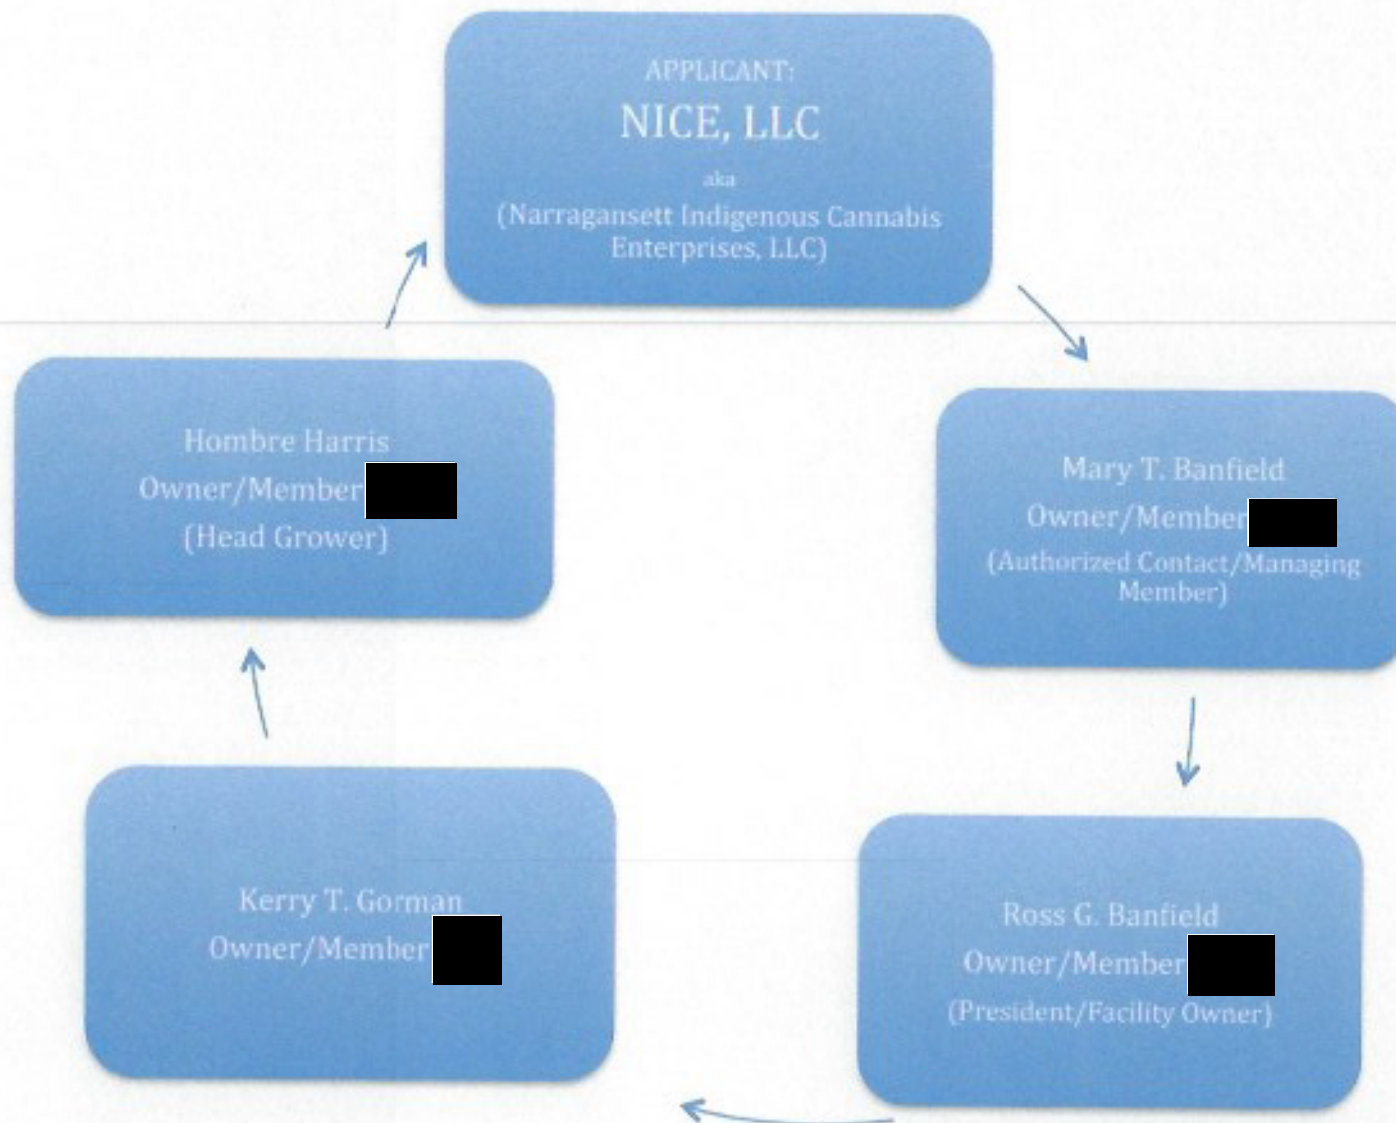 APPLICANT:
NICE, LLC
aka
(Narragansett Indigenous Cannabis
Enterprises, LLC)
Mary T. Banfield
Owner/Member
(Authorized Contact/Managing
Member)
Ross G. Banfield
Owner/Member
(President/Facility Owner)
Kerry T. Gorman
Owner/Member
Hombre Harris
Owner/Member
(Head Grower)